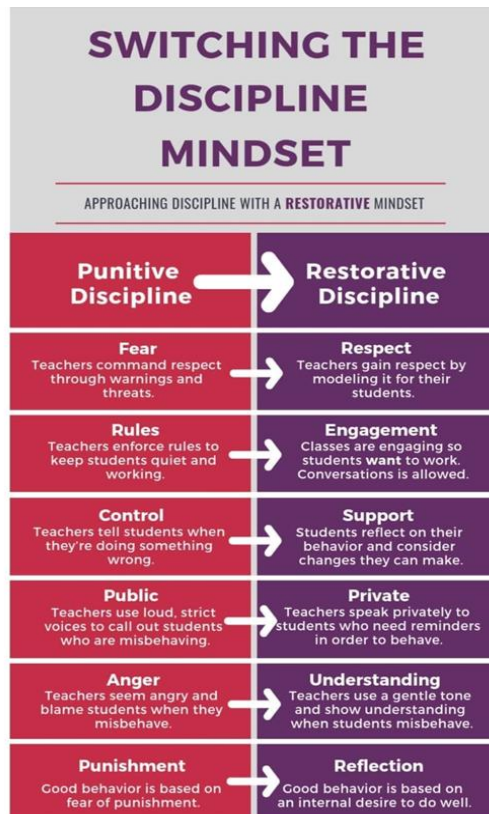 SWITCHING THE
DISCIPLINE
MINDSET
APPROACHING DISCIPLINE WITH A RESTORATIVE MINDSET
Punitive
Discipline
Restorative
Discipline
Fear
Teachers command respect
through warnings and
threats.
Respect
Teachers gain respect by
modeling it for their
students.
Rules
Teachers enforce rules to
keep students quiet and
working.
Engagement
Classes are engaging so
students want to work.
Conversations is allowed.
Control
Teachers tell students when
they're doing something
wrong.
Support
Students reflect on their
behavior and consider
changes they can make.
Public
Teachers use loud, strict
voices to call out students
who are misbehaving.
Private
Teachers speak privately to
students who need reminders
in order to behave.
Anger
Teachers seem angry and
blame students when they
misbehave.
Understanding
Teachers use a gentle tone
and show understanding
when students misbehave.
Punishment
Good behavior is based on
fear of punishment.
Reflection
Good behavior is based on
an internal desire to do well.